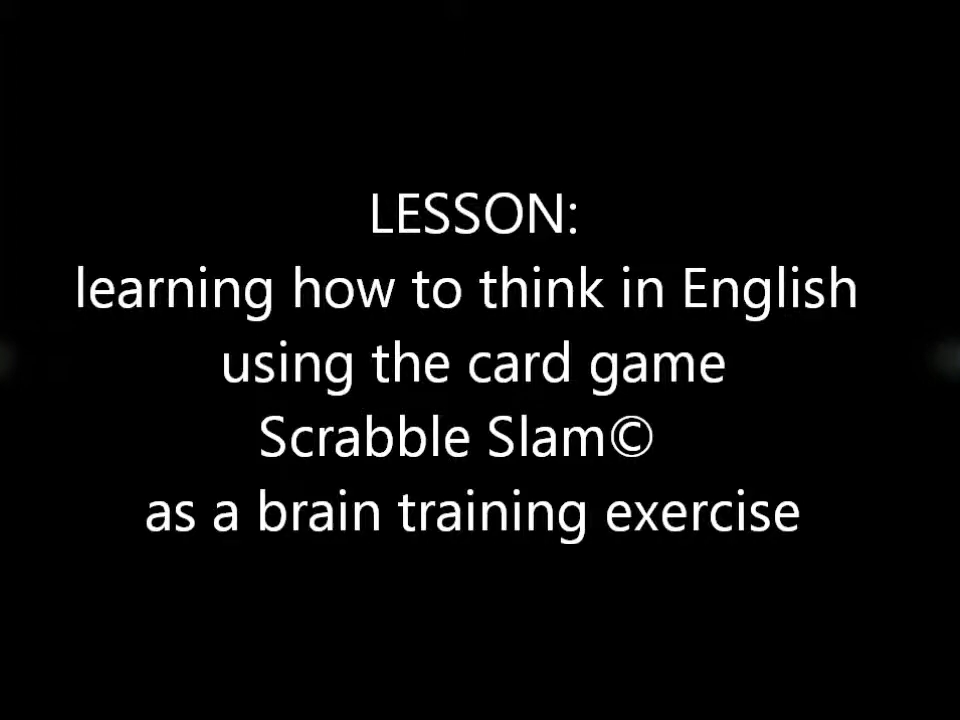 LESSON:
learning how to think in English
using the card game
Scrabble Slam©
as a brain training exercise